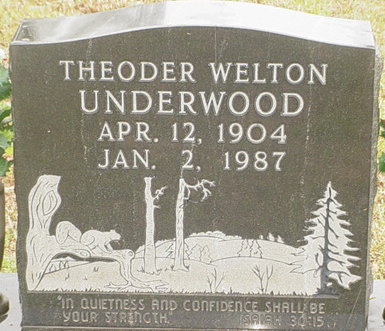 THEODER WELTON
UNDERWOOD
APR. 12, 1904
JAN. 2, 1987
"IN QUIETNESS AND CONFIDENCE SHALL BE
YOUR STRENGTH." ISAIAH 30:15